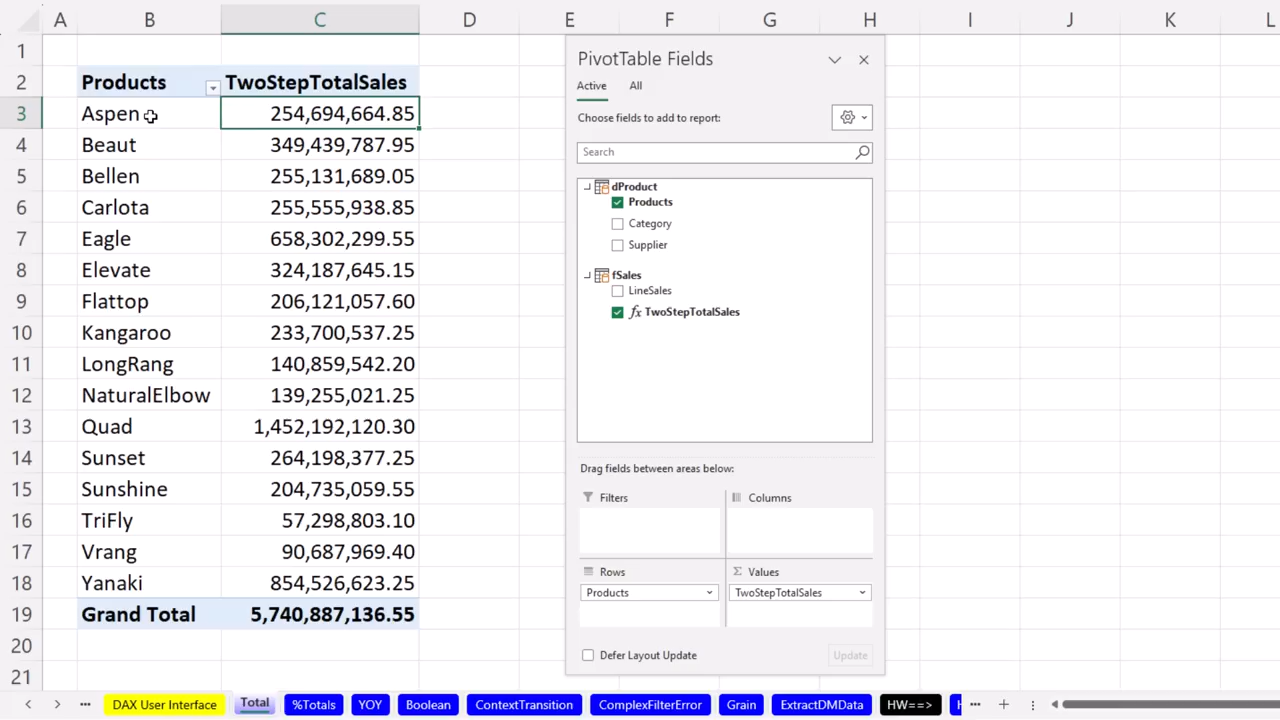 A B C D E F G H I J K L
1
2 Products TwoStepTotalSales
3 Aspen 254,694,664.85
4 Beaut 349,439,787.95
5 Bellen 255,131,689.05
6 Carlota 255,555,938.85
7 Eagle 658,302,299.55
8 Elevate 324,187,645.15
9 Flattop 206,121,057.60
10 Kangaroo 233,700,537.25
11 LongRang 140,859,542.20
12 NaturalElbow 139,255,021.25
13 Quad 1,452,192,120.30
14 Sunset 264,198,377.25
15 Sunshine 204,735,059.55
16 TriFly 57,298,803.10
17 Vrang 90,687,969.40
18 Yanaki 854,526,623.25
19 Grand Total 5,740,887,136.55
20
21
PivotTable Fields
Active All
Choose fields to add to report:
Search
dProduct
Products
Category
Supplier
fSales
LineSales
fx TwoStepTotalSales
Drag fields between areas below:
Filters Columns
Rows Σ Values
Products TwoStepTotalSales
Defer Layout Update Update
... DAX User Interface Total %Totals YOY Boolean ContextTransition ComplexFilterError Grain ExtractDMData HW==> ...